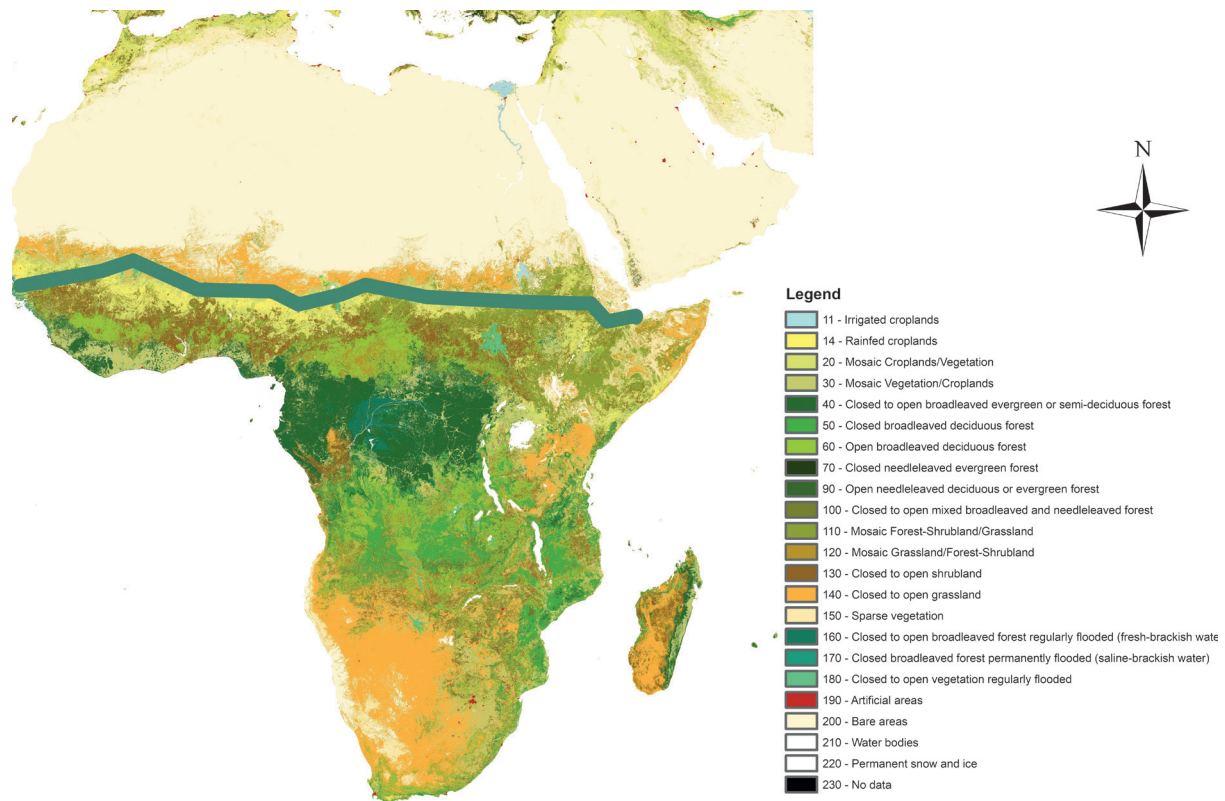 N
Legend
11 - Irrigated croplands
14 - Rainfed croplands
20 - Mosaic Croplands/Vegetation
30 - Mosaic Vegetation/Croplands
40 - Closed to open broadleaved evergreen or semi-deciduous forest
50 - Closed broadleaved deciduous forest
60 - Open broadleaved deciduous forest
70 - Closed needleleaved evergreen forest
90 - Open needleleaved deciduous or evergreen forest
100 - Closed to open mixed broadleaved and needleleaved forest
110 - Mosaic Forest-Shrubland/Grassland
120 - Mosaic Grassland/Forest-Shrubland
130 - Closed to open shrubland
140 - Closed to open grassland
150 - Sparse vegetation
160 - Closed to open broadleaved forest regularly flooded (fresh-brackish wate
170 - Closed broadleaved forest permanently flooded (saline-brackish water)
180 - Closed to open vegetation regularly flooded
190 - Artificial areas
200 - Bare areas
210 - Water bodies
220 - Permanent snow and ice
230 - No data